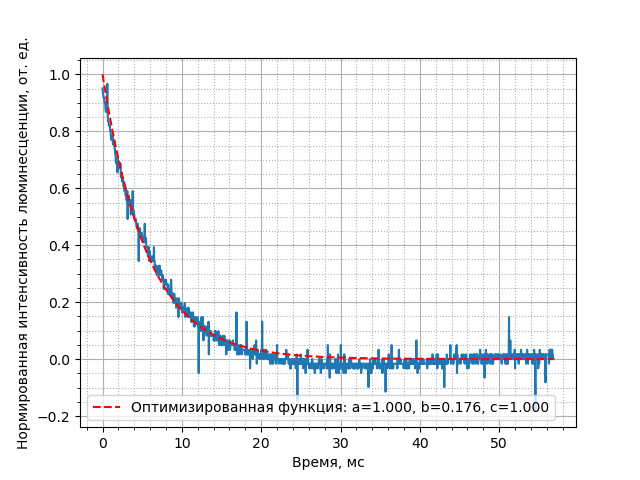 Нормированная интенсивность люминесценции, от. ед.
1.0
0.8
0.6
0.4
0.2
0.0
−0.2
Оптимизированная функция: a=1.000, b=0.176, c=1.000
0 10 20 30 40 50
Время, мс